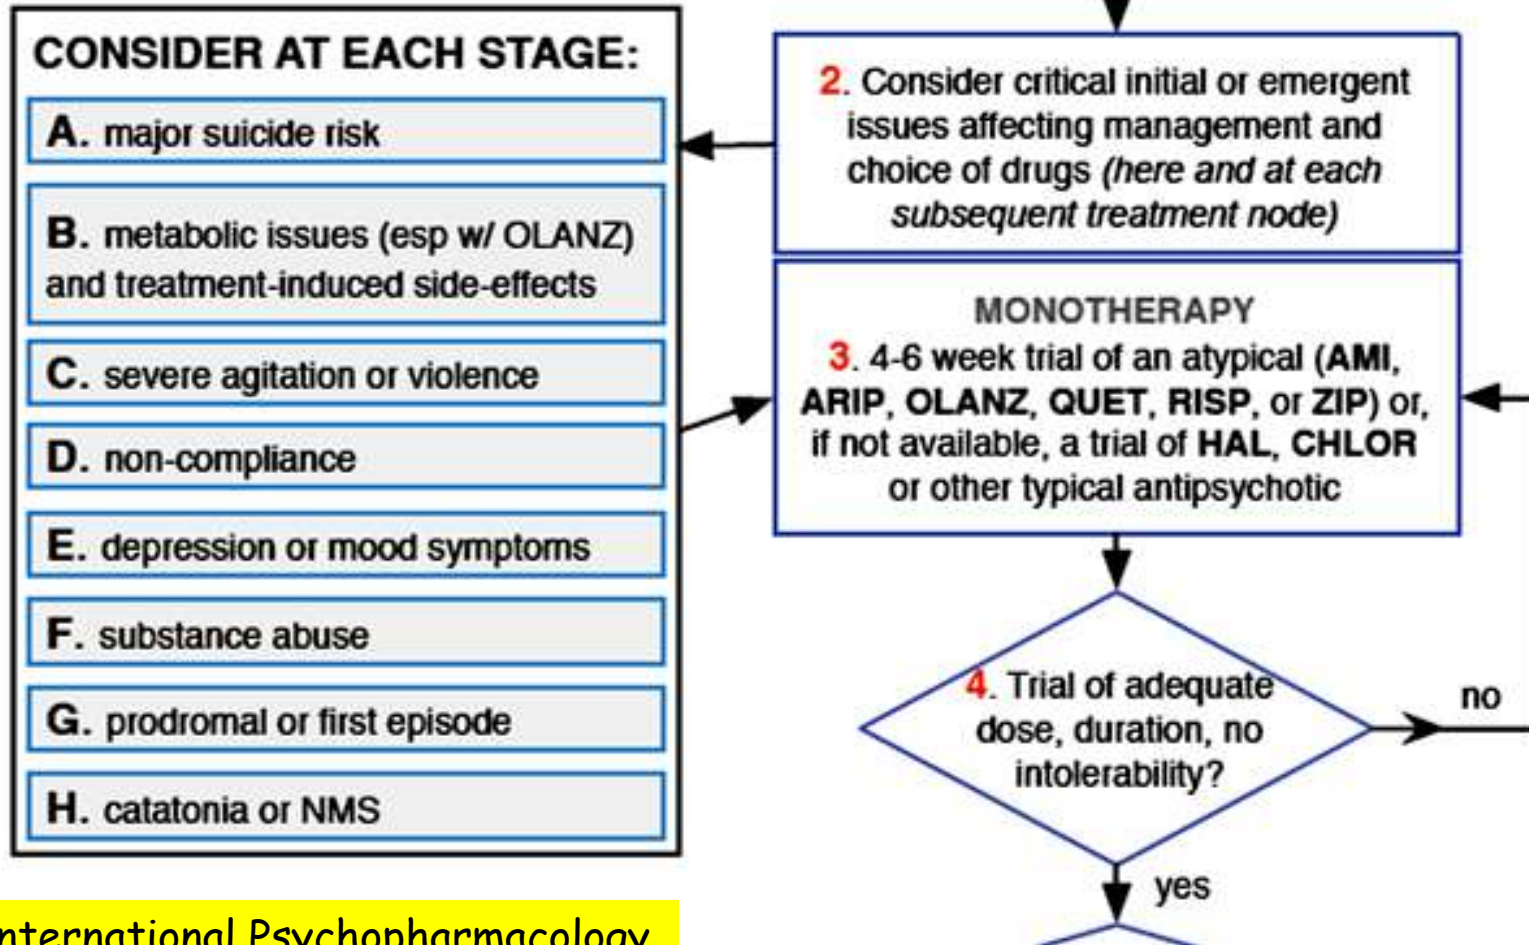 CONSIDER AT EACH STAGE:
A. major suicide risk
B. metabolic issues (esp w/ OLANZ)
and treatment-induced side-effects
C. severe agitation or violence
D. non-compliance
E. depression or mood symptoms
F. substance abuse
G. prodromal or first episode
H. catatonia or NMS
2. Consider critical initial or emergent
issues affecting management and
choice of drugs (here and at each
subsequent treatment node)
MONOTHERAPY
3. 4-6 week trial of an atypical (AMI,
ARIP, OLANZ, QUET, RISP, or ZIP) or,
if not available, a trial of HAL, CHLOR
or other typical antipsychotic
4. Trial of adequate
dose, duration, no
intolerability?
no
yes
nternational Psychopharmacology